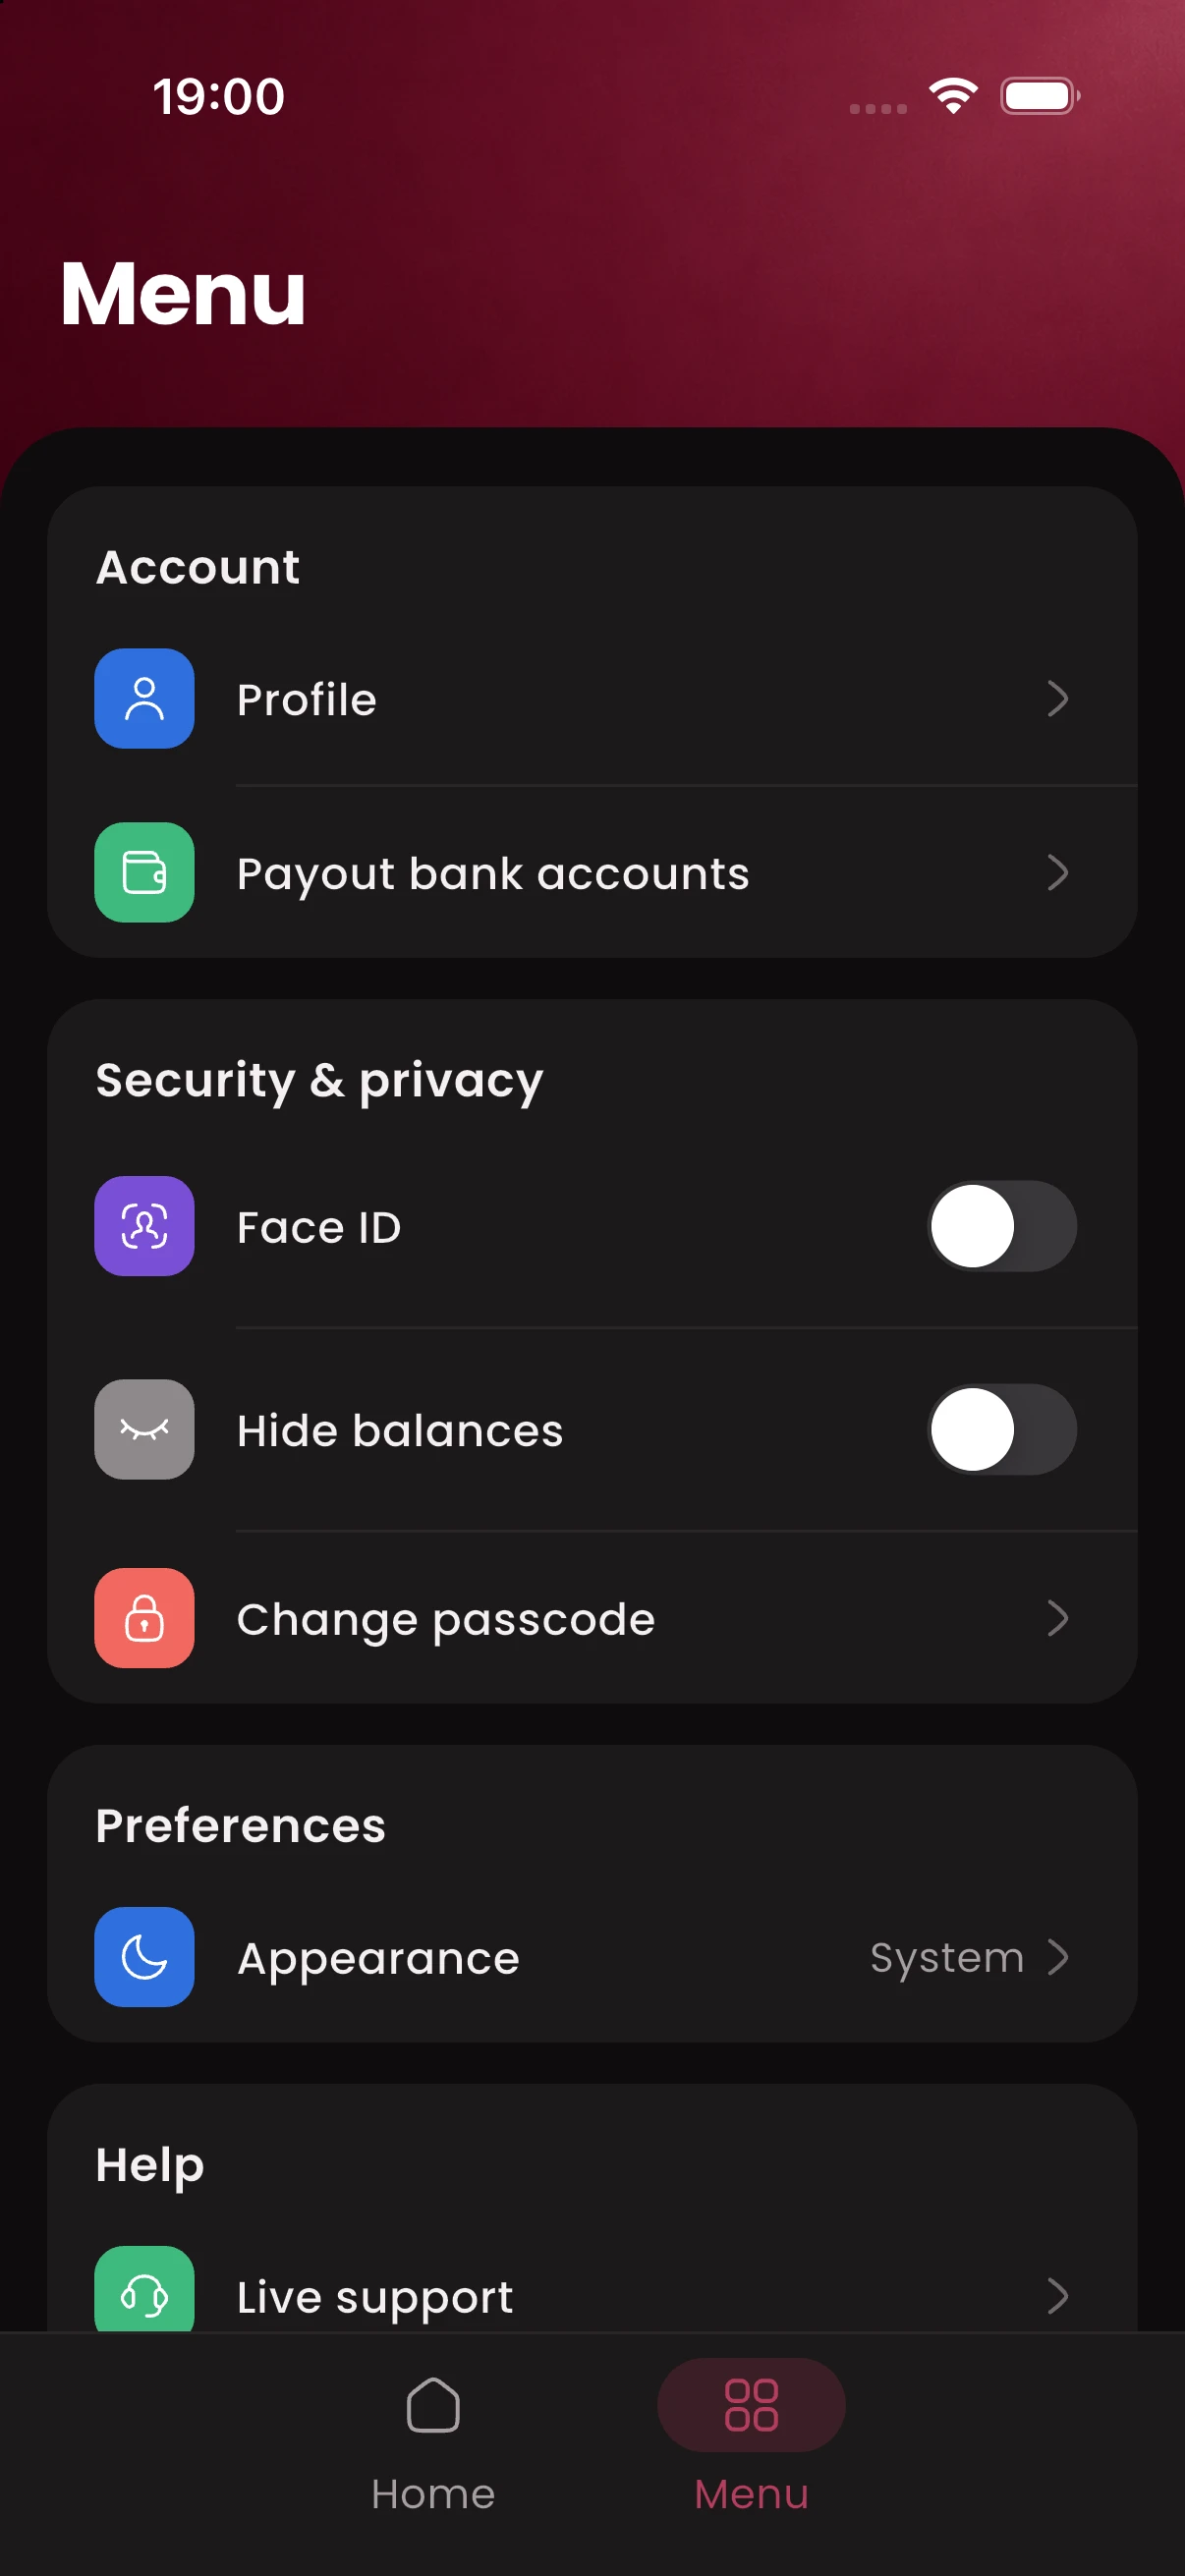 19:00
Menu
Account
Profile
Payout bank accounts
Security & privacy
Face ID
Hide balances
Change passcode
Preferences
Appearance System
Help
Live support
Home Menu